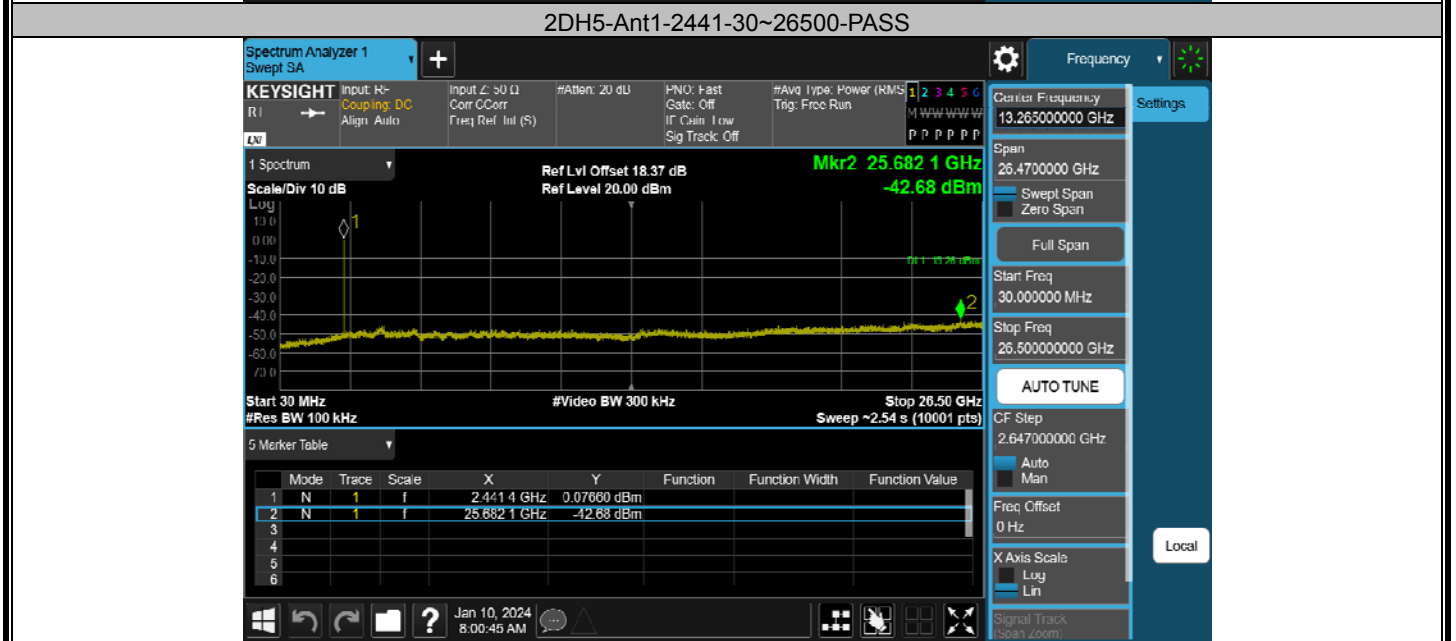 2DH5-Ant1-2441-30~26500-PASS
Spectrum Analyzer 1
Swept SA
+
Frequency
KEYSIGHT
Input: RF
Coupling: DC
Align: Auto
Input Z: 50 Ω
Corr CCorr
Freq Ref: Int (S)
#Atten: 20 dB
PNO: Fast
Gate: Off
IF Gain: Low
Sig Track: Off
#Avg Type: Power (RMS
Trig: Free Run
1 2 3 4 5 6
M W W W W W
P P P P P P
LXI
Center Frequency
13.265000000 GHz
Settings
1 Spectrum
Scale/Div 10 dB
Ref Lvl Offset 18.37 dB
Ref Level 20.00 dBm
Mkr2 25.682 1 GHz
-42.68 dBm
Log
10.0
0.00
-10.0
-20.0
-30.0
-40.0
-50.0
-60.0
1
2
Start 30 MHz
#Res BW 100 kHz
#Video BW 300 kHz
Stop 26.50 GHz
Sweep ~2.54 s (10001 pts)
Span
26.4700000 GHz
Swept Span
Zero Span
Full Span
Start Freq
30.000000 MHz
Stop Freq
26.500000000 GHz
AUTO TUNE
CF Step
2.647000000 GHz
Auto
Man
Freq Offset
0 Hz
X Axis Scale
Log
Lin
Signal Track
(Span Zoom)
Local
5 Marker Table
Mode Trace Scale X Y Function Function Width Function Value
1 N 1 f 2.441 4 GHz 0.07660 dBm
2 N 1 f 25.682 1 GHz -42.68 dBm
3
4
5
6
?
Jan 10, 2024
8:00:45 AM